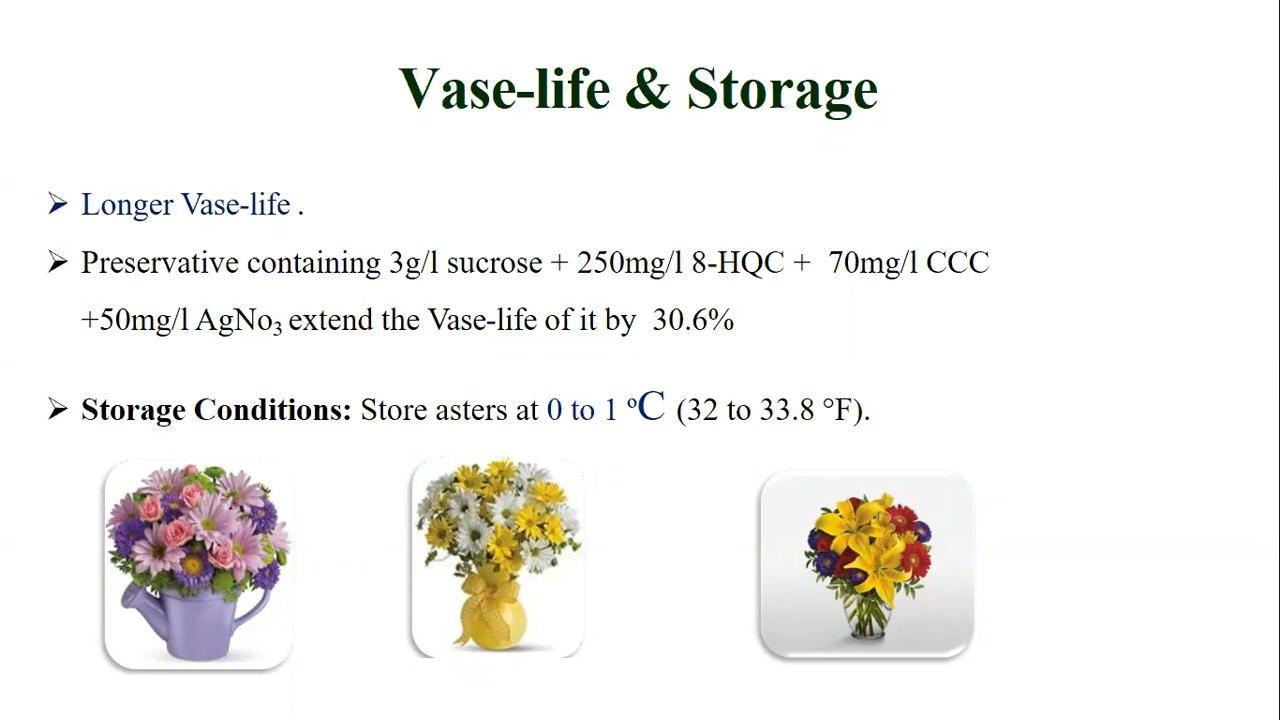 Vase-life & Storage
➢ Longer Vase-life .
➢ Preservative containing 3g/l sucrose + 250mg/l 8-HQC + 70mg/l CCC
+50mg/l AgNo₃ extend the Vase-life of it by 30.6%
➢ Storage Conditions: Store asters at 0 to 1 ºC (32 to 33.8 °F).